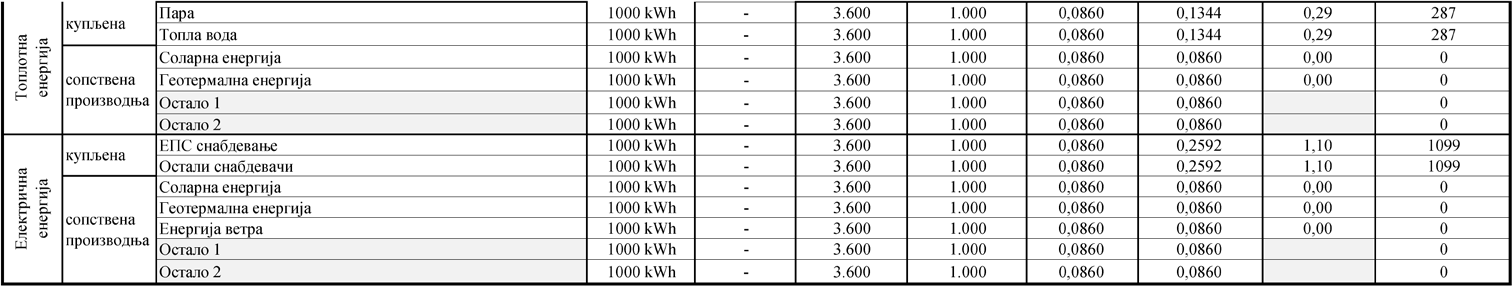 Топлотна енергија
купљена
Пара 1000 kWh - 3.600 1.000 0,0860 0,1344 0,29 287
Топла вода 1000 kWh - 3.600 1.000 0,0860 0,1344 0,29 287
сопствена производња
Соларна енергија 1000 kWh - 3.600 1.000 0,0860 0,0860 0,00 0
Геотермална енергија 1000 kWh - 3.600 1.000 0,0860 0,0860 0,00 0
Остало 1 1000 kWh - 3.600 1.000 0,0860 0,0860 0
Остало 2 1000 kWh - 3.600 1.000 0,0860 0,0860 0
Електрична енергија
купљена
ЕПС снабдевање 1000 kWh - 3.600 1.000 0,0860 0,2592 1,10 1099
Остали снабдевачи 1000 kWh - 3.600 1.000 0,0860 0,2592 1,10 1099
сопствена производња
Соларна енергија 1000 kWh - 3.600 1.000 0,0860 0,0860 0,00 0
Геотермална енергија 1000 kWh - 3.600 1.000 0,0860 0,0860 0,00 0
Енергија ветра 1000 kWh - 3.600 1.000 0,0860 0,0860 0,00 0
Остало 1 1000 kWh - 3.600 1.000 0,0860 0,0860 0
Остало 2 1000 kWh - 3.600 1.000 0,0860 0,0860 0